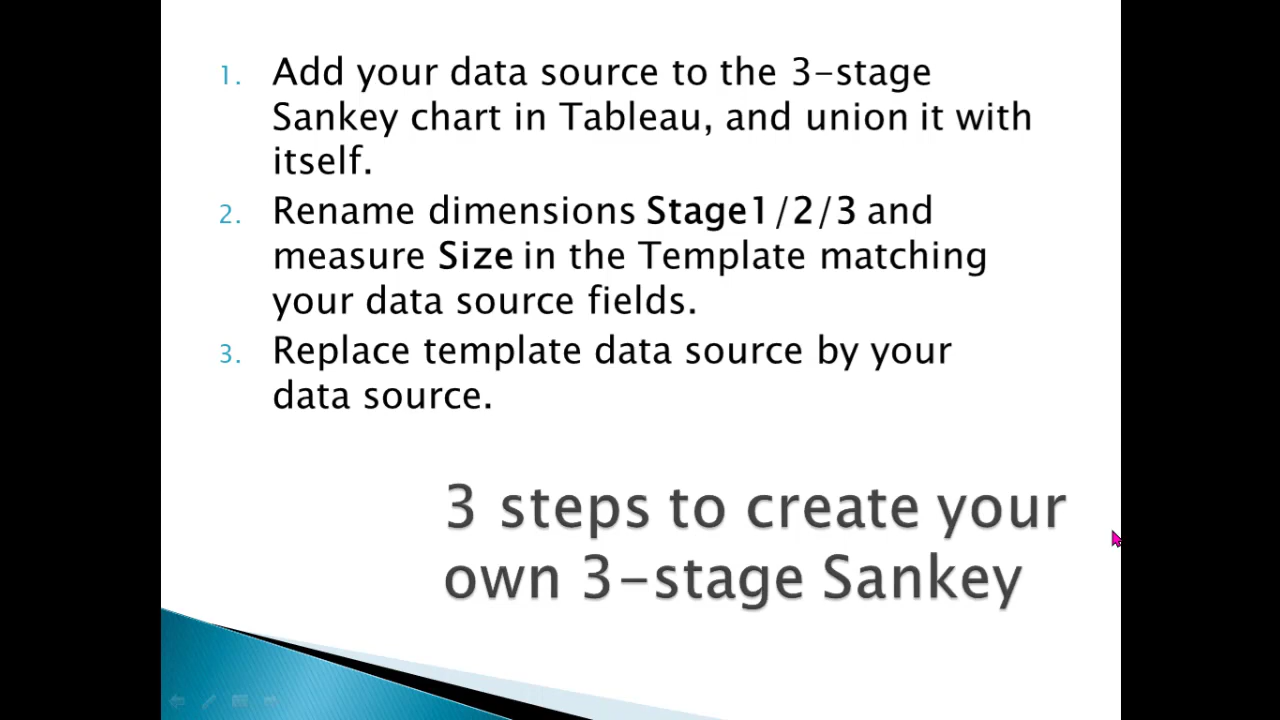 1. Add your data source to the 3-stage
Sankey chart in Tableau, and union it with
itself.
2. Rename dimensions Stage1/2/3 and
measure Size in the Template matching
your data source fields.
3. Replace template data source by your
data source.
3 steps to create your
own 3-stage Sankey